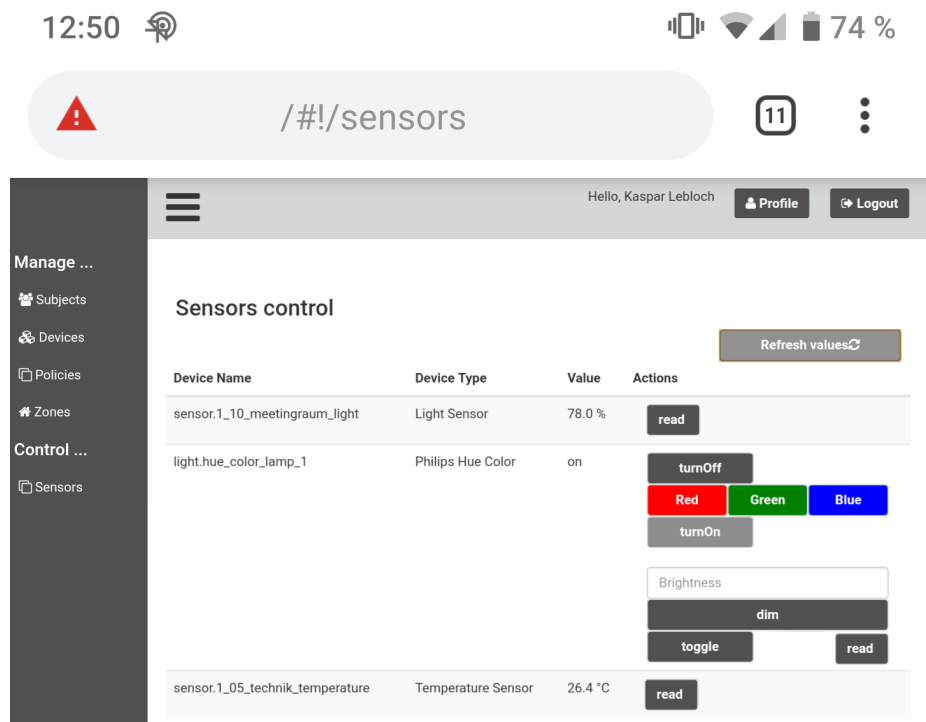 12:50 74 %
/#!/sensors 11
Hello, Kaspar Lebloch Profile Logout
Manage ...
Subjects
Devices
Policies
Zones
Control ...
Sensors
Sensors control
Refresh values
Device Name Device Type Value Actions
sensor.1_10_meetingraum_light Light Sensor 78.0 % read
light.hue_color_lamp_1 Philips Hue Color on turnOff
Red Green Blue
turnOn
Brightness
dim
toggle read
sensor.1_05_technik_temperature Temperature Sensor 26.4 °C read